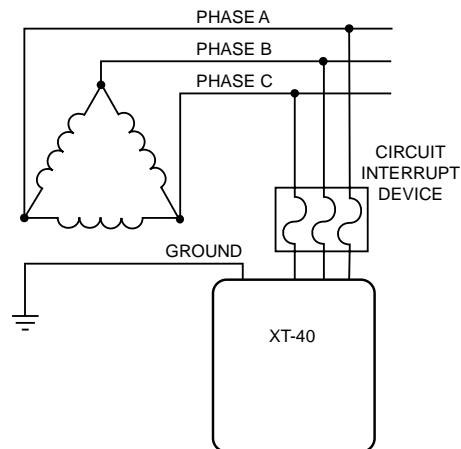 PHASE A
PHASE B
PHASE C
CIRCUIT
INTERRUPT
DEVICE
GROUND
XT-40